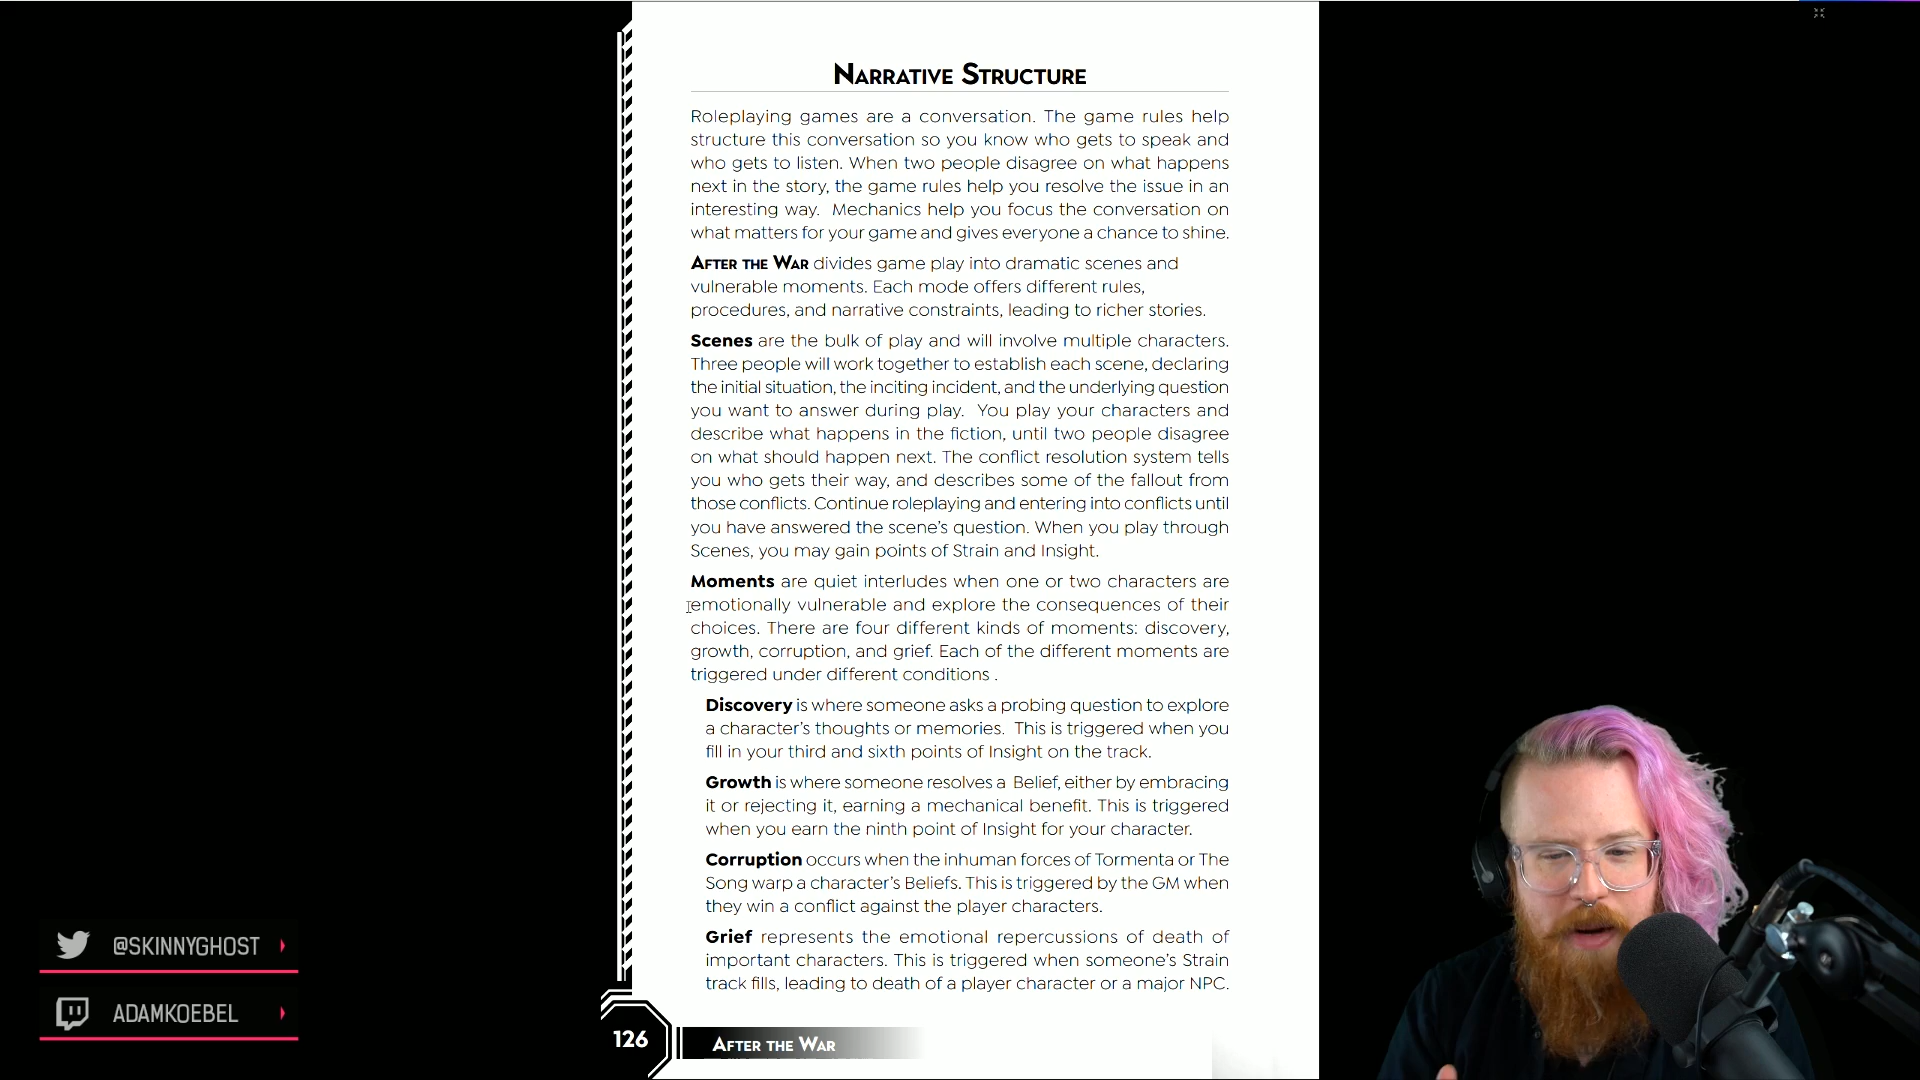 Narrative Structure
Roleplaying games are a conversation. The game rules help
structure this conversation so you know who gets to speak and
who gets to listen. When two people disagree on what happens
next in the story, the game rules help you resolve the issue in an
interesting way. Mechanics help you focus the conversation on
what matters for your game and gives everyone a chance to shine.
After the War divides game play into dramatic scenes and
vulnerable moments. Each mode offers different rules,
procedures, and narrative constraints, leading to richer stories.
Scenes are the bulk of play and will involve multiple characters.
Three people will work together to establish each scene, declaring
the initial situation, the inciting incident, and the underlying question
you want to answer during play. You play your characters and
describe what happens in the fiction, until two people disagree
on what should happen next. The conflict resolution system tells
you who gets their way, and describes some of the fallout from
those conflicts. Continue roleplaying and entering into conflicts until
you have answered the scene's question. When you play through
Scenes, you may gain points of Strain and Insight.
Moments are quiet interludes when one or two characters are
emotionally vulnerable and explore the consequences of their
choices. There are four different kinds of moments: discovery,
growth, corruption, and grief. Each of the different moments are
triggered under different conditions .
Discovery is where someone asks a probing question to explore
a character's thoughts or memories. This is triggered when you
fill in your third and sixth points of Insight on the track.
Growth is where someone resolves a Belief, either by embracing
it or rejecting it, earning a mechanical benefit. This is triggered
when you earn the ninth point of Insight for your character.
Corruption occurs when the inhuman forces of Tormenta or The
Song warp a character's Beliefs. This is triggered by the GM when
they win a conflict against the player characters.
Grief represents the emotional repercussions of death of
important characters. This is triggered when someone's Strain
track fills, leading to death of a player character or a major NPC.
126
After the War
@SKINNYGHOST
ADAMKOEBEL